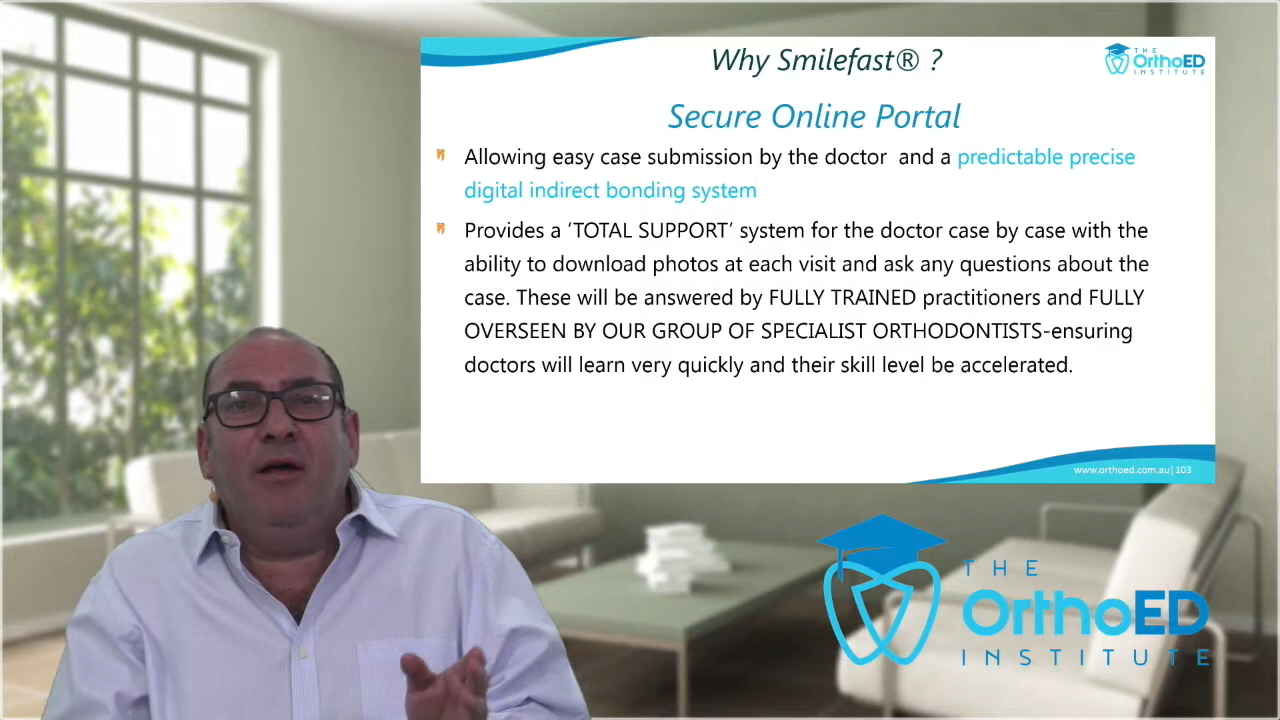 Why Smilefast® ?
THE
OrthoED
INSTITUTE
Secure Online Portal
Allowing easy case submission by the doctor and a predictable precise
digital indirect bonding system
Provides a ‘TOTAL SUPPORT’ system for the doctor case by case with the
ability to download photos at each visit and ask any questions about the
case. These will be answered by FULLY TRAINED practitioners and FULLY
OVERSEEN BY OUR GROUP OF SPECIALIST ORTHODONTISTS-ensuring
doctors will learn very quickly and their skill level be accelerated.
www.orthoed.com.au| 103
THE
OrthoED
INSTITUTE